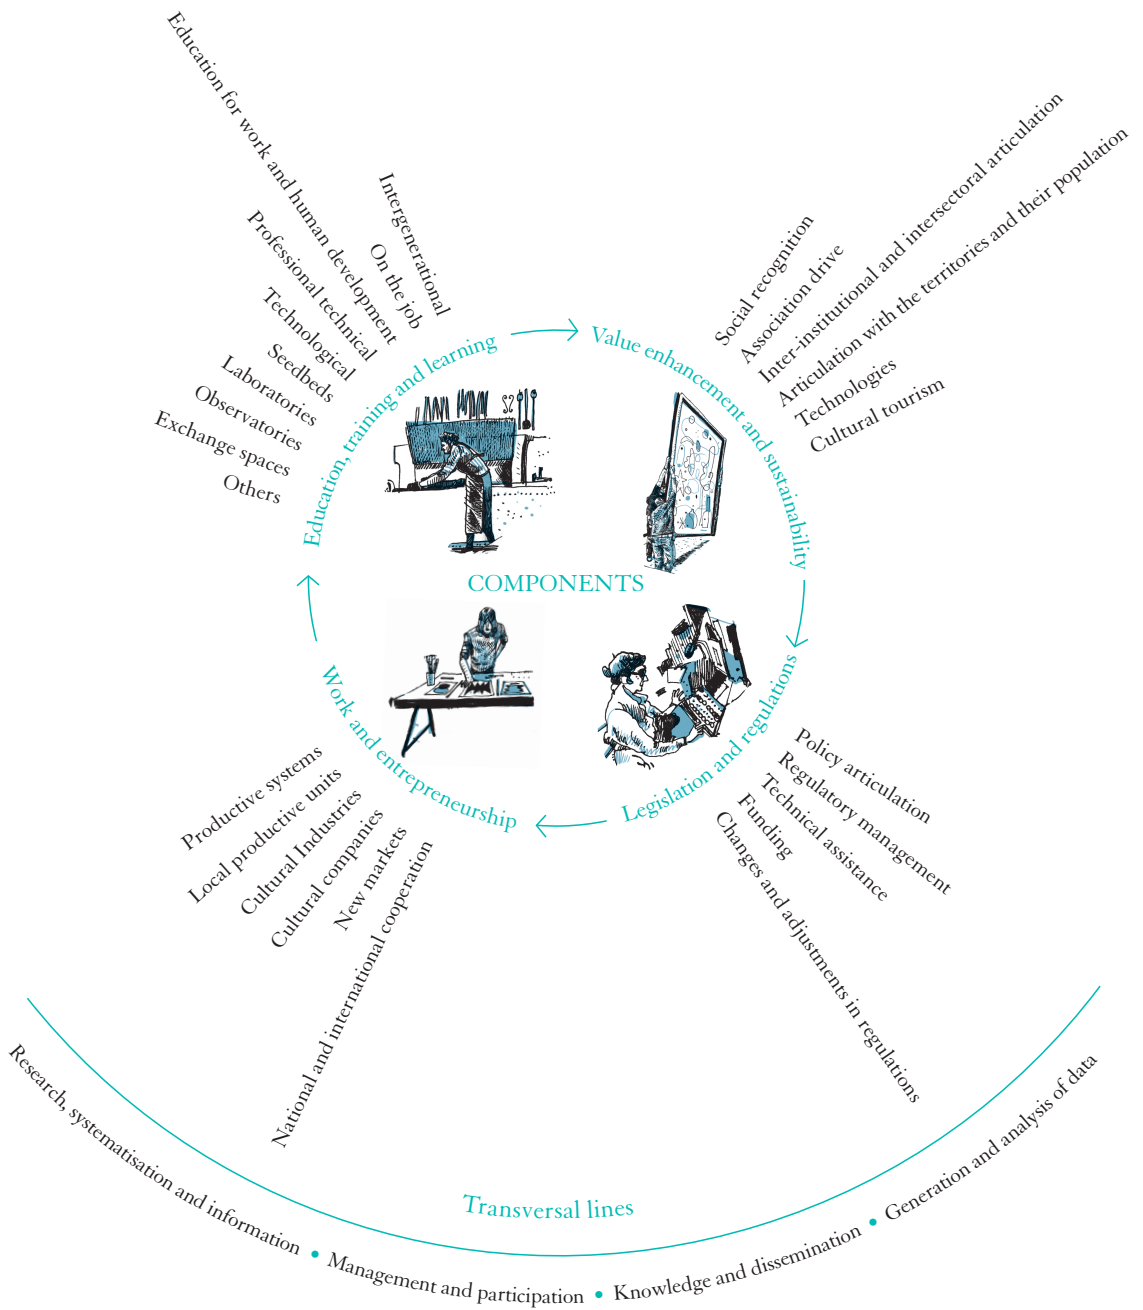 Education, training and learning
Intergenerational
On the job
Education for work and human development
Professional technical
Technological
Seedbeds
Laboratories
Observatories
Exchange spaces
Others
Value enhancement and sustainability
Social recognition
Association drive
Inter-institutional and intersectoral articulation
Articulation with the territories and their population
Technologies
Cultural tourism
COMPONENTS
Legislation and regulations
Policy articulation
Regulatory management
Technical assistance
Funding
Changes and adjustments in regulations
Work and entrepreneurship
Productive systems
Local productive units
Cultural Industries
Cultural companies
New markets
National and international cooperation
Transversal lines
Research, systematisation and information • Management and participation • Knowledge and dissemination • Generation and analysis of data